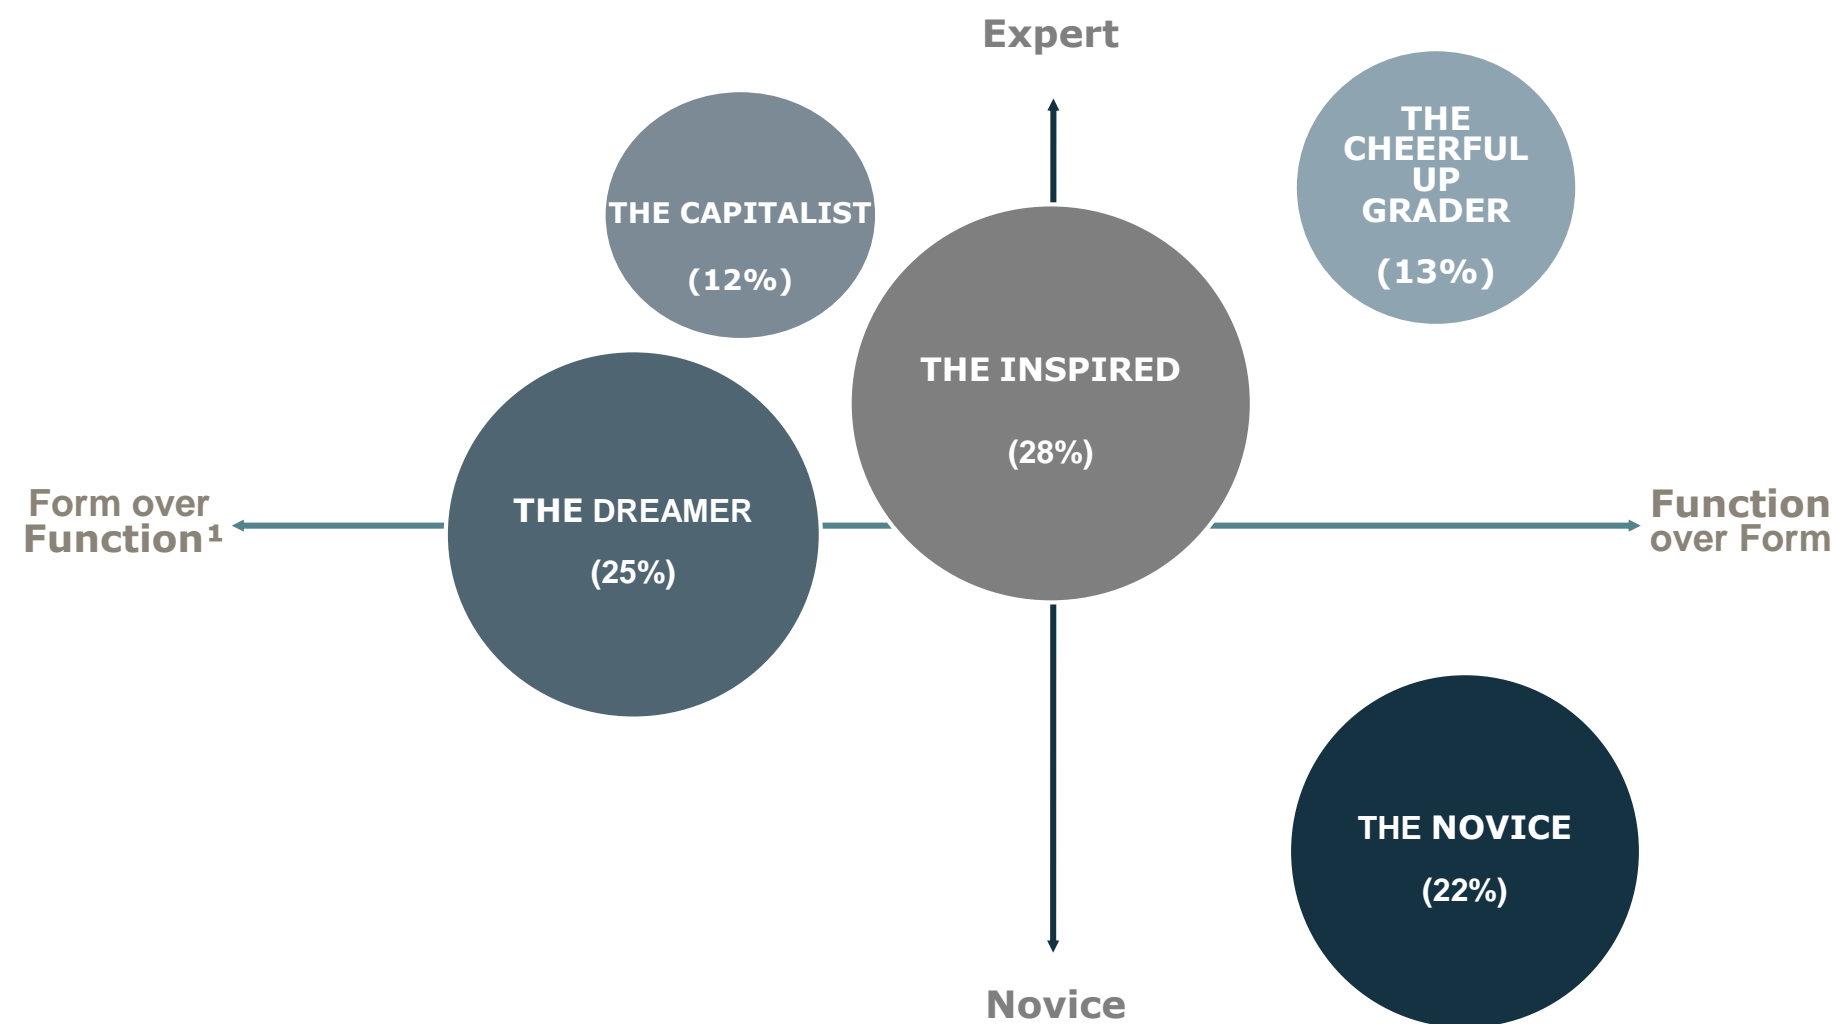 Expert
THE
CHEERFUL
UP
GRADER
(13%)
THE CAPITALIST
(12%)
THE INSPIRED
(28%)
Form over
Function¹
THE DREAMER
(25%)
Function
over Form
THE NOVICE
(22%)
Novice